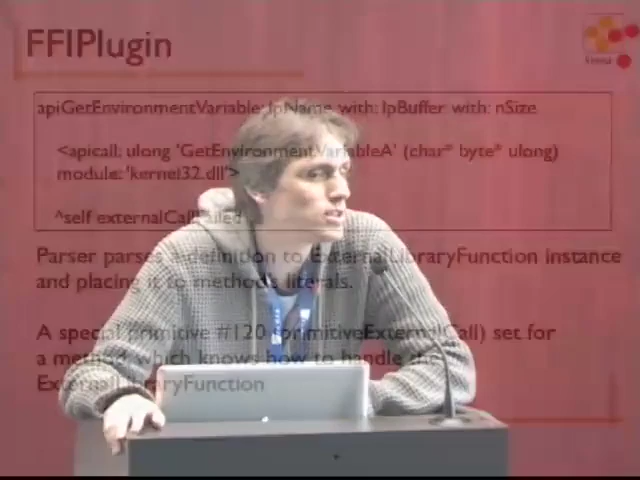 FFIPlugin
apiGetEnvironmentVariable: lpName with: lpBuffer with: nSize
<apicall: ulong 'GetEnvironmentVariableA' (char* byte* ulong)
module: 'kernel32.dll'>
^self externalCallFailed
Parser parses a definition to ExternalLibraryFunction instance
and placing it to methods literals.
A special primitive #120 (primitiveExternalCall) set for
a method, which knows how to handle the
ExternalLibraryFunction